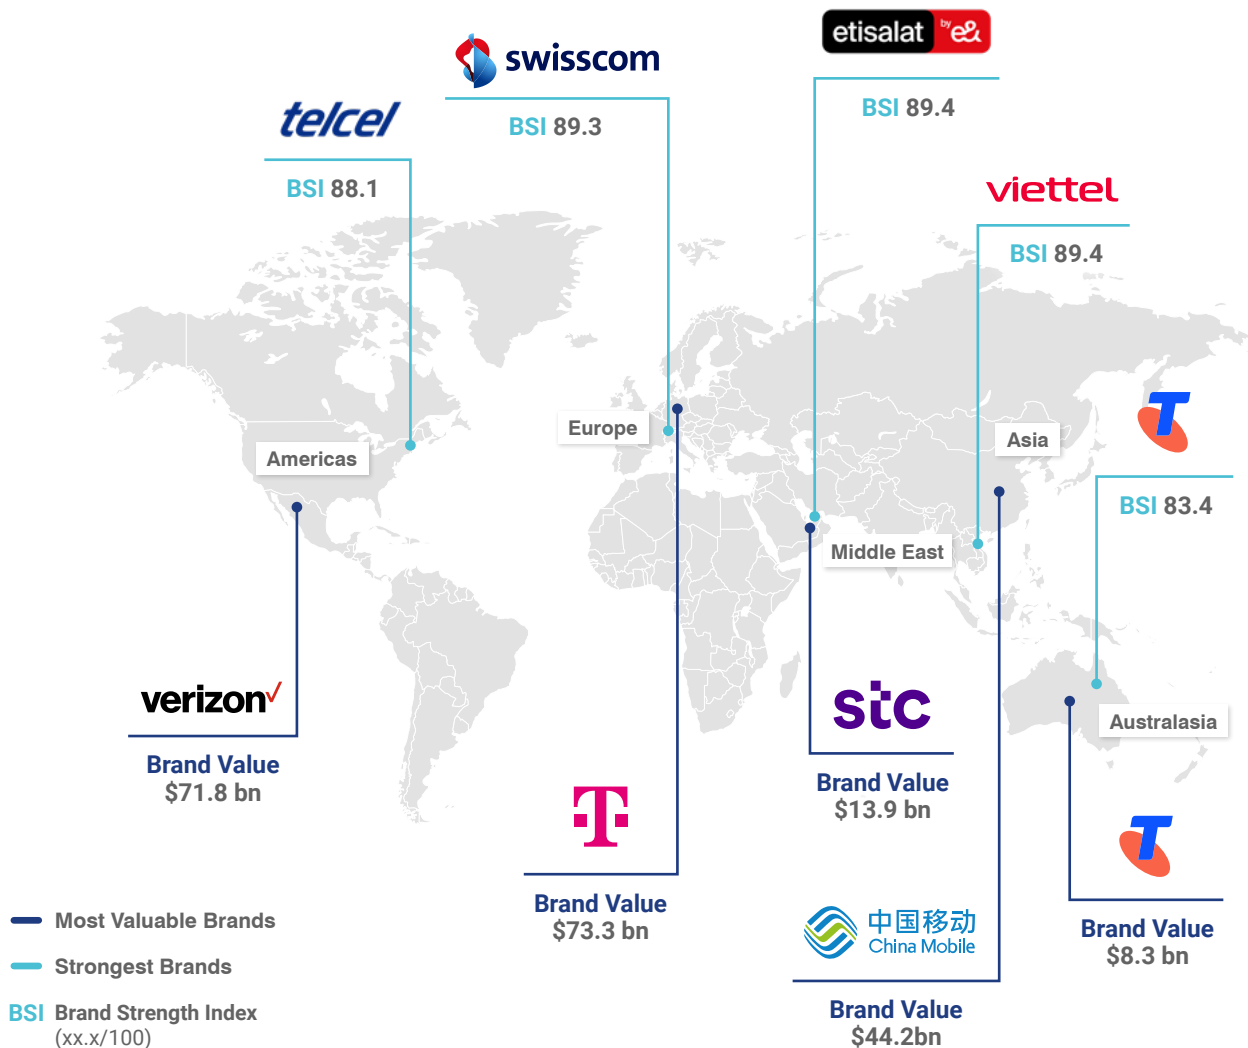 etisalat by e&
swisscom
BSI 89.3
BSI 89.4
telcel
BSI 88.1
viettel
BSI 89.4
Europe
Asia
Americas
T
BSI 83.4
Middle East
verizon
Brand Value
$71.8 bn
stc
Brand Value
$13.9 bn
Australasia
T
Brand Value
$73.3 bn
T
Brand Value
$8.3 bn
中国移动
China Mobile
Brand Value
$44.2bn
Most Valuable Brands
Strongest Brands
BSI Brand Strength Index
(xx.x/100)